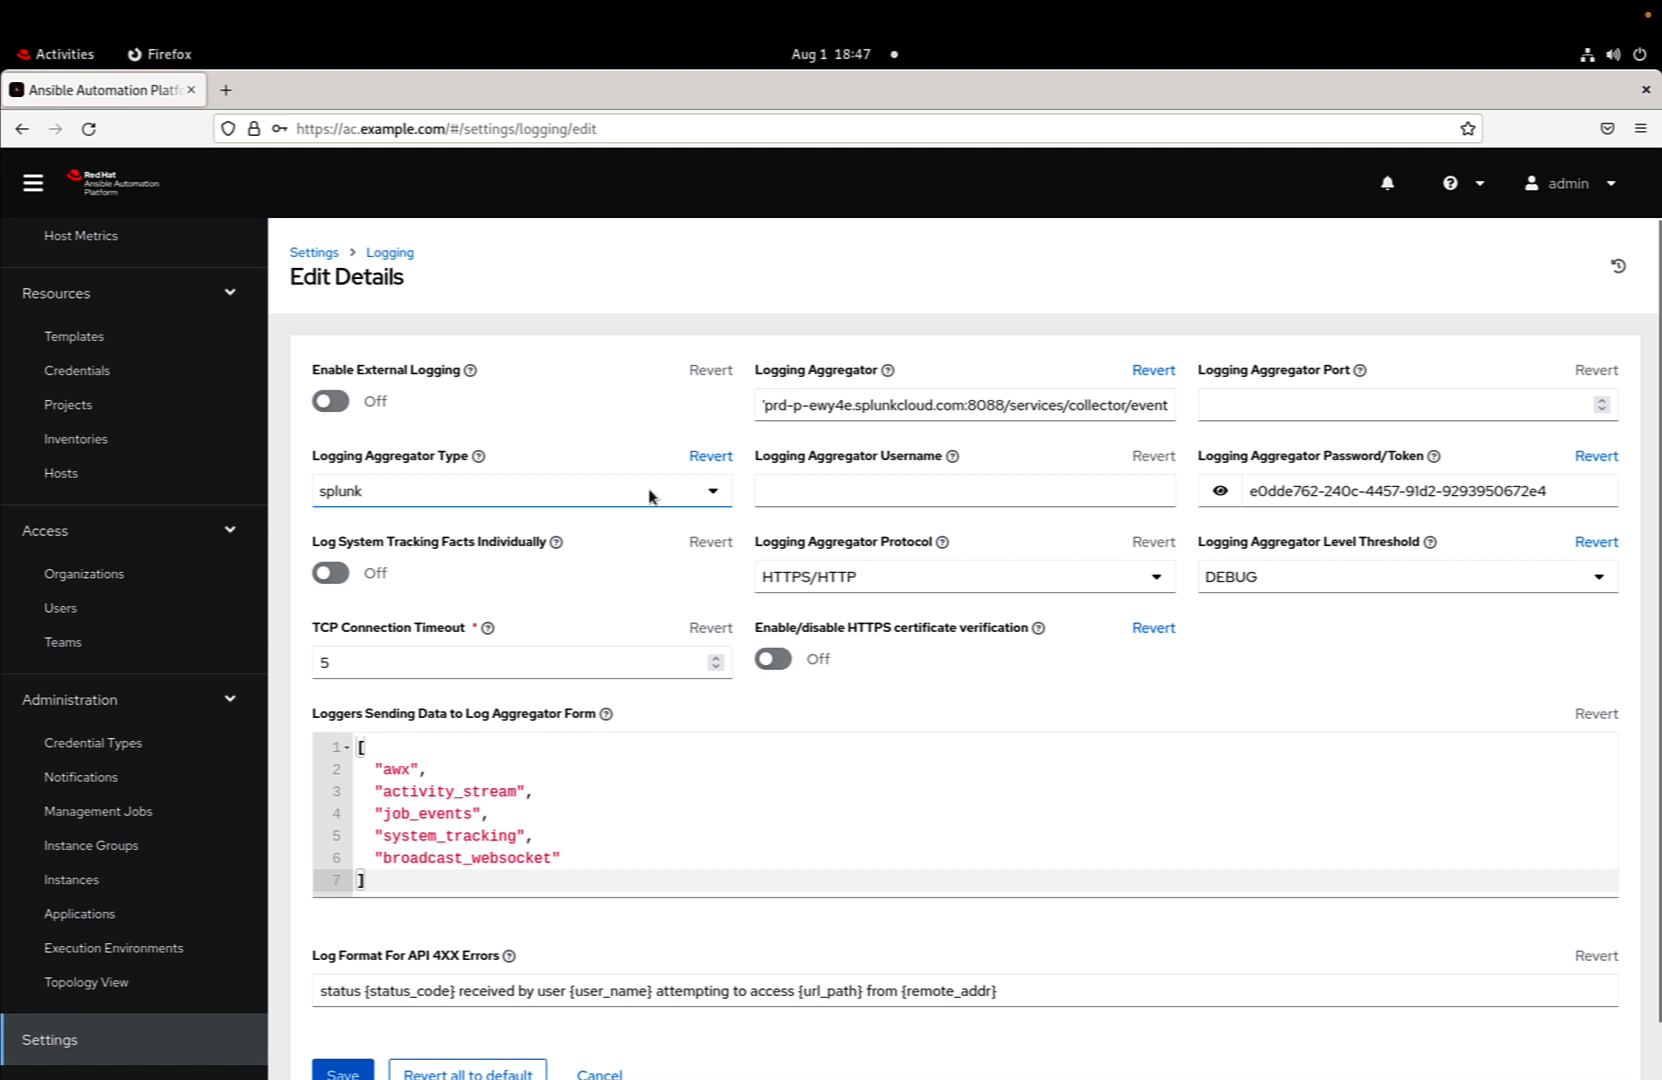 Activities Firefox Aug 1 18:47
Ansible Automation Platfo
https://ac.example.com/#/settings/logging/edit
Red Hat
Ansible Automation
Platform
admin
Host Metrics
Resources
Templates
Credentials
Projects
Inventories
Hosts
Access
Organizations
Users
Teams
Administration
Credential Types
Notifications
Management Jobs
Instance Groups
Instances
Applications
Execution Environments
Topology View
Settings
Settings > Logging
Edit Details
Enable External Logging Revert
Off
Logging Aggregator Revert
prd-p-ewy4e.splunkcloud.com:8088/services/collector/event
Logging Aggregator Port Revert
Logging Aggregator Type Revert
splunk
Logging Aggregator Username Revert
Logging Aggregator Password/Token Revert
e0dde762-240c-4457-91d2-9293950672e4
Log System Tracking Facts Individually Revert
Off
Logging Aggregator Protocol Revert
HTTPS/HTTP
Logging Aggregator Level Threshold Revert
DEBUG
TCP Connection Timeout * Revert
5
Enable/disable HTTPS certificate verification Revert
Off
Loggers Sending Data to Log Aggregator Form Revert
1 [
2 "awx",
3 "activity_stream",
4 "job_events",
5 "system_tracking",
6 "broadcast_websocket"
7 ]
Log Format For API 4XX Errors Revert
status {status_code} received by user {user_name} attempting to access {url_path} from {remote_addr}
Save Revert all to default Cancel